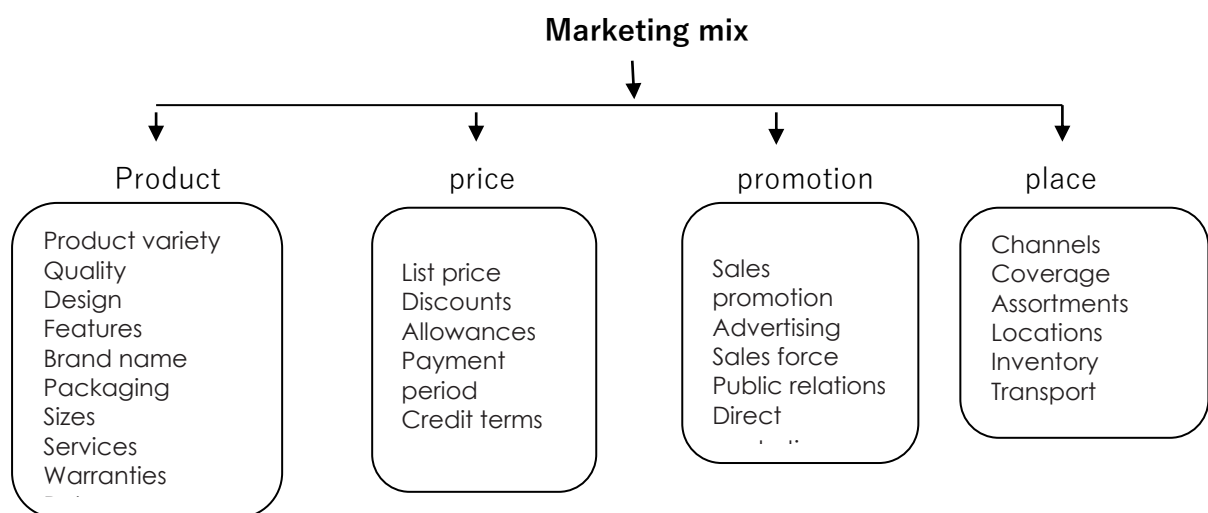 Marketing mix
Product
Product variety
Quality
Design
Features
Brand name
Packaging
Sizes
Services
Warranties
price
List price
Discounts
Allowances
Payment
period
Credit terms
promotion
Sales
promotion
Advertising
Sales force
Public relations
Direct
place
Channels
Coverage
Assortments
Locations
Inventory
Transport